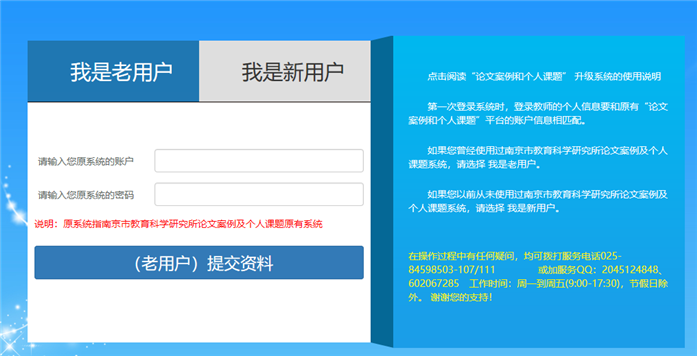 我是老用户
我是新用户
请输入您原系统的账户
请输入您原系统的密码
说明：原系统指南京市教育科学研究所论文案例及个人课题原有系统
（老用户）提交资料
点击阅读“论文案例和个人课题” 升级系统的使用说明
第一次登录系统时，登录教师的个人信息要和原有“论
文案例和个人课题”平台的账户信息相匹配。
如果您曾经使用过南京市教育科学研究所论文案例及个人
课题系统，请选择 我是老用户。
如果您以前从未使用过南京市教育科学研究所论文案例及
个人课题系统，请选择 我是新用户。
在操作过程中有任何疑问，均可拨打服务电话025-
84598503-107/111 或加服务QQ：2045124848、
602067285 工作时间：周一到周五(9:00-17:30)，节假日除
外。 谢谢您的支持！